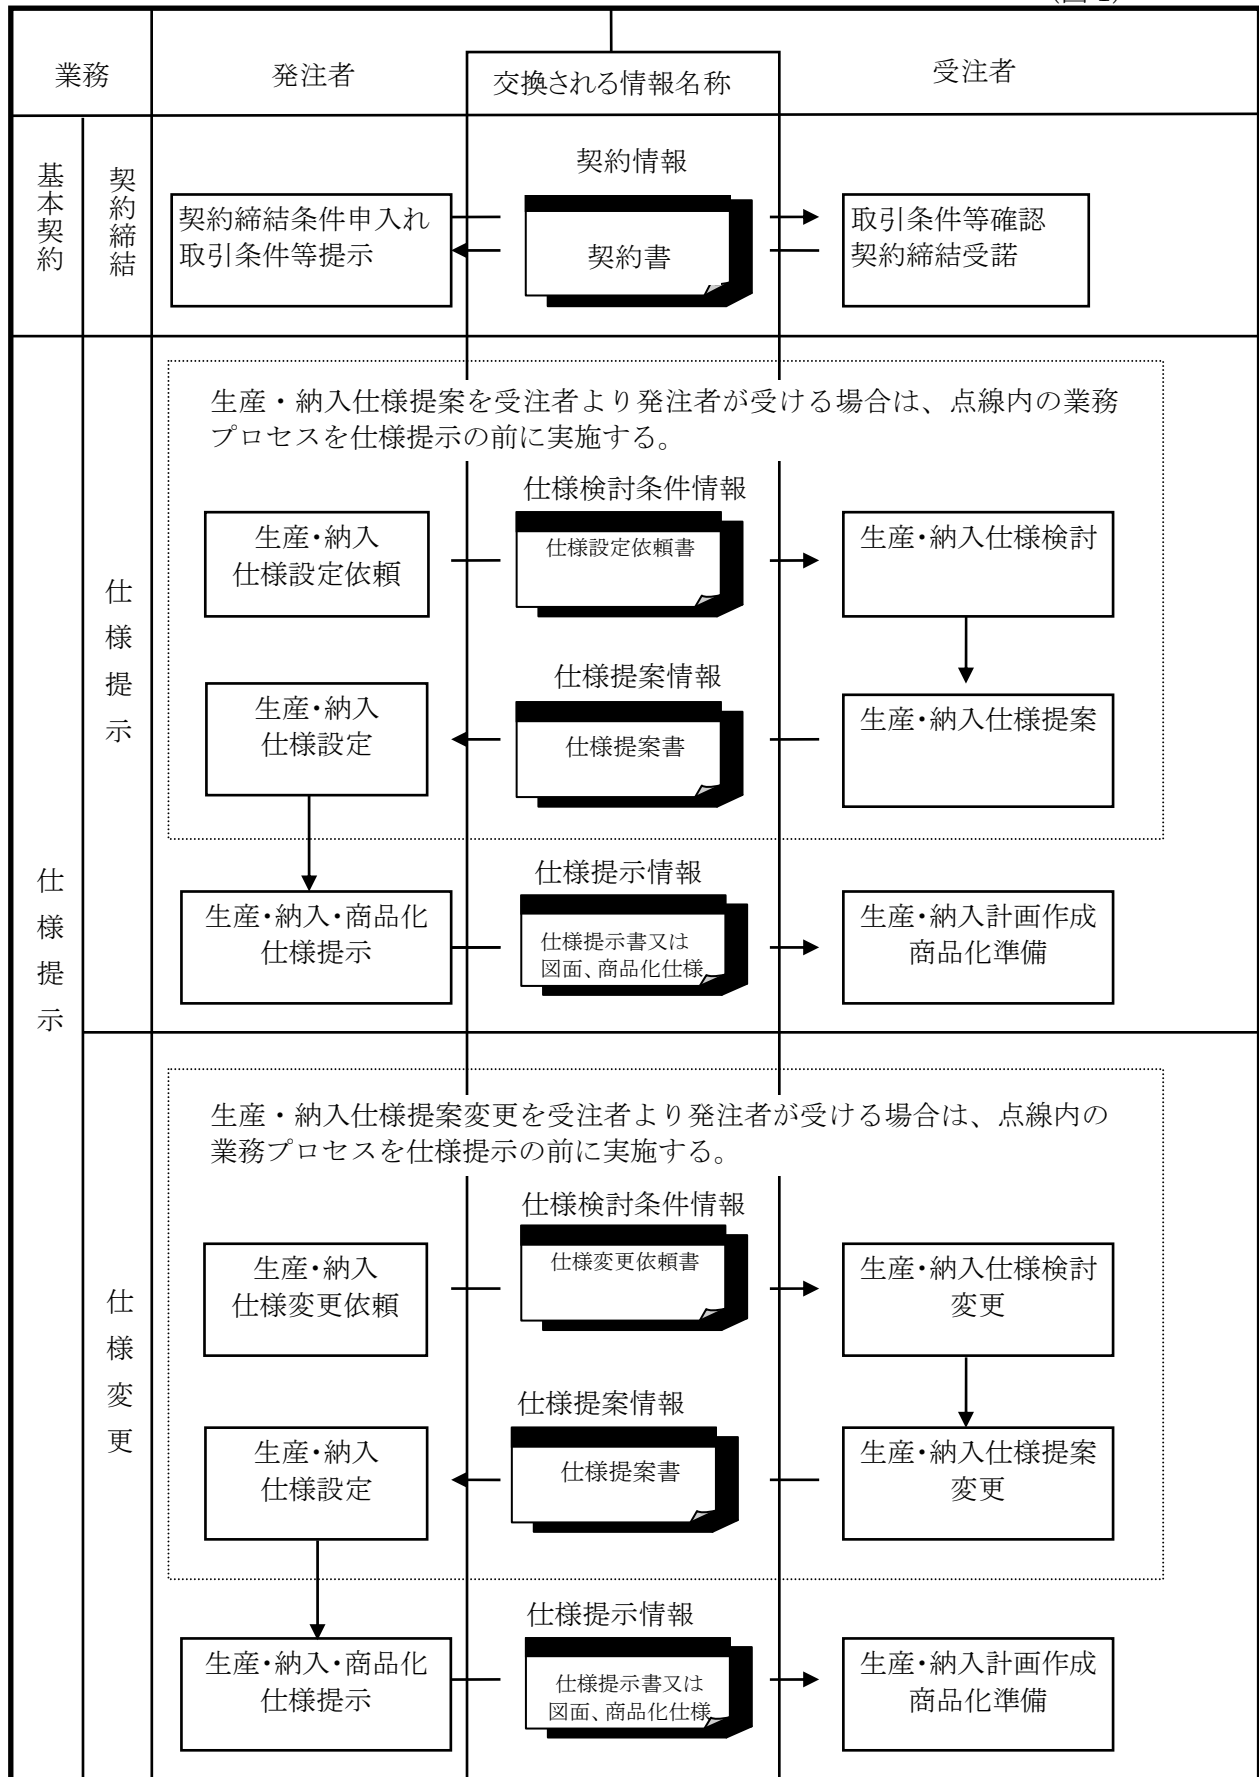 業務
発注者
交換される情報名称
受注者
基本契約
契約締結
契約情報
契約締結条件申入れ
取引条件等提示
契約書
取引条件等確認
契約締結受諾
仕様提示
仕様提示
生産・納入仕様提案を受注者より発注者が受ける場合は、点線内の業務
プロセスを仕様提示の前に実施する。
仕様検討条件情報
生産・納入
仕様設定依頼
仕様設定依頼書
生産・納入仕様検討
仕様提案情報
生産・納入
仕様設定
仕様提案書
生産・納入仕様提案
仕様提示情報
生産・納入・商品化
仕様提示
仕様提示書又は
図面、商品化仕様
生産・納入計画作成
商品化準備
仕様変更
生産・納入仕様提案変更を受注者より発注者が受ける場合は、点線内の
業務プロセスを仕様提示の前に実施する。
仕様検討条件情報
生産・納入
仕様変更依頼
仕様変更依頼書
生産・納入仕様検討
変更
仕様提案情報
生産・納入
仕様設定
仕様提案書
生産・納入仕様提案
変更
仕様提示情報
生産・納入・商品化
仕様提示
仕様提示書又は
図面、商品化仕様
生産・納入計画作成
商品化準備